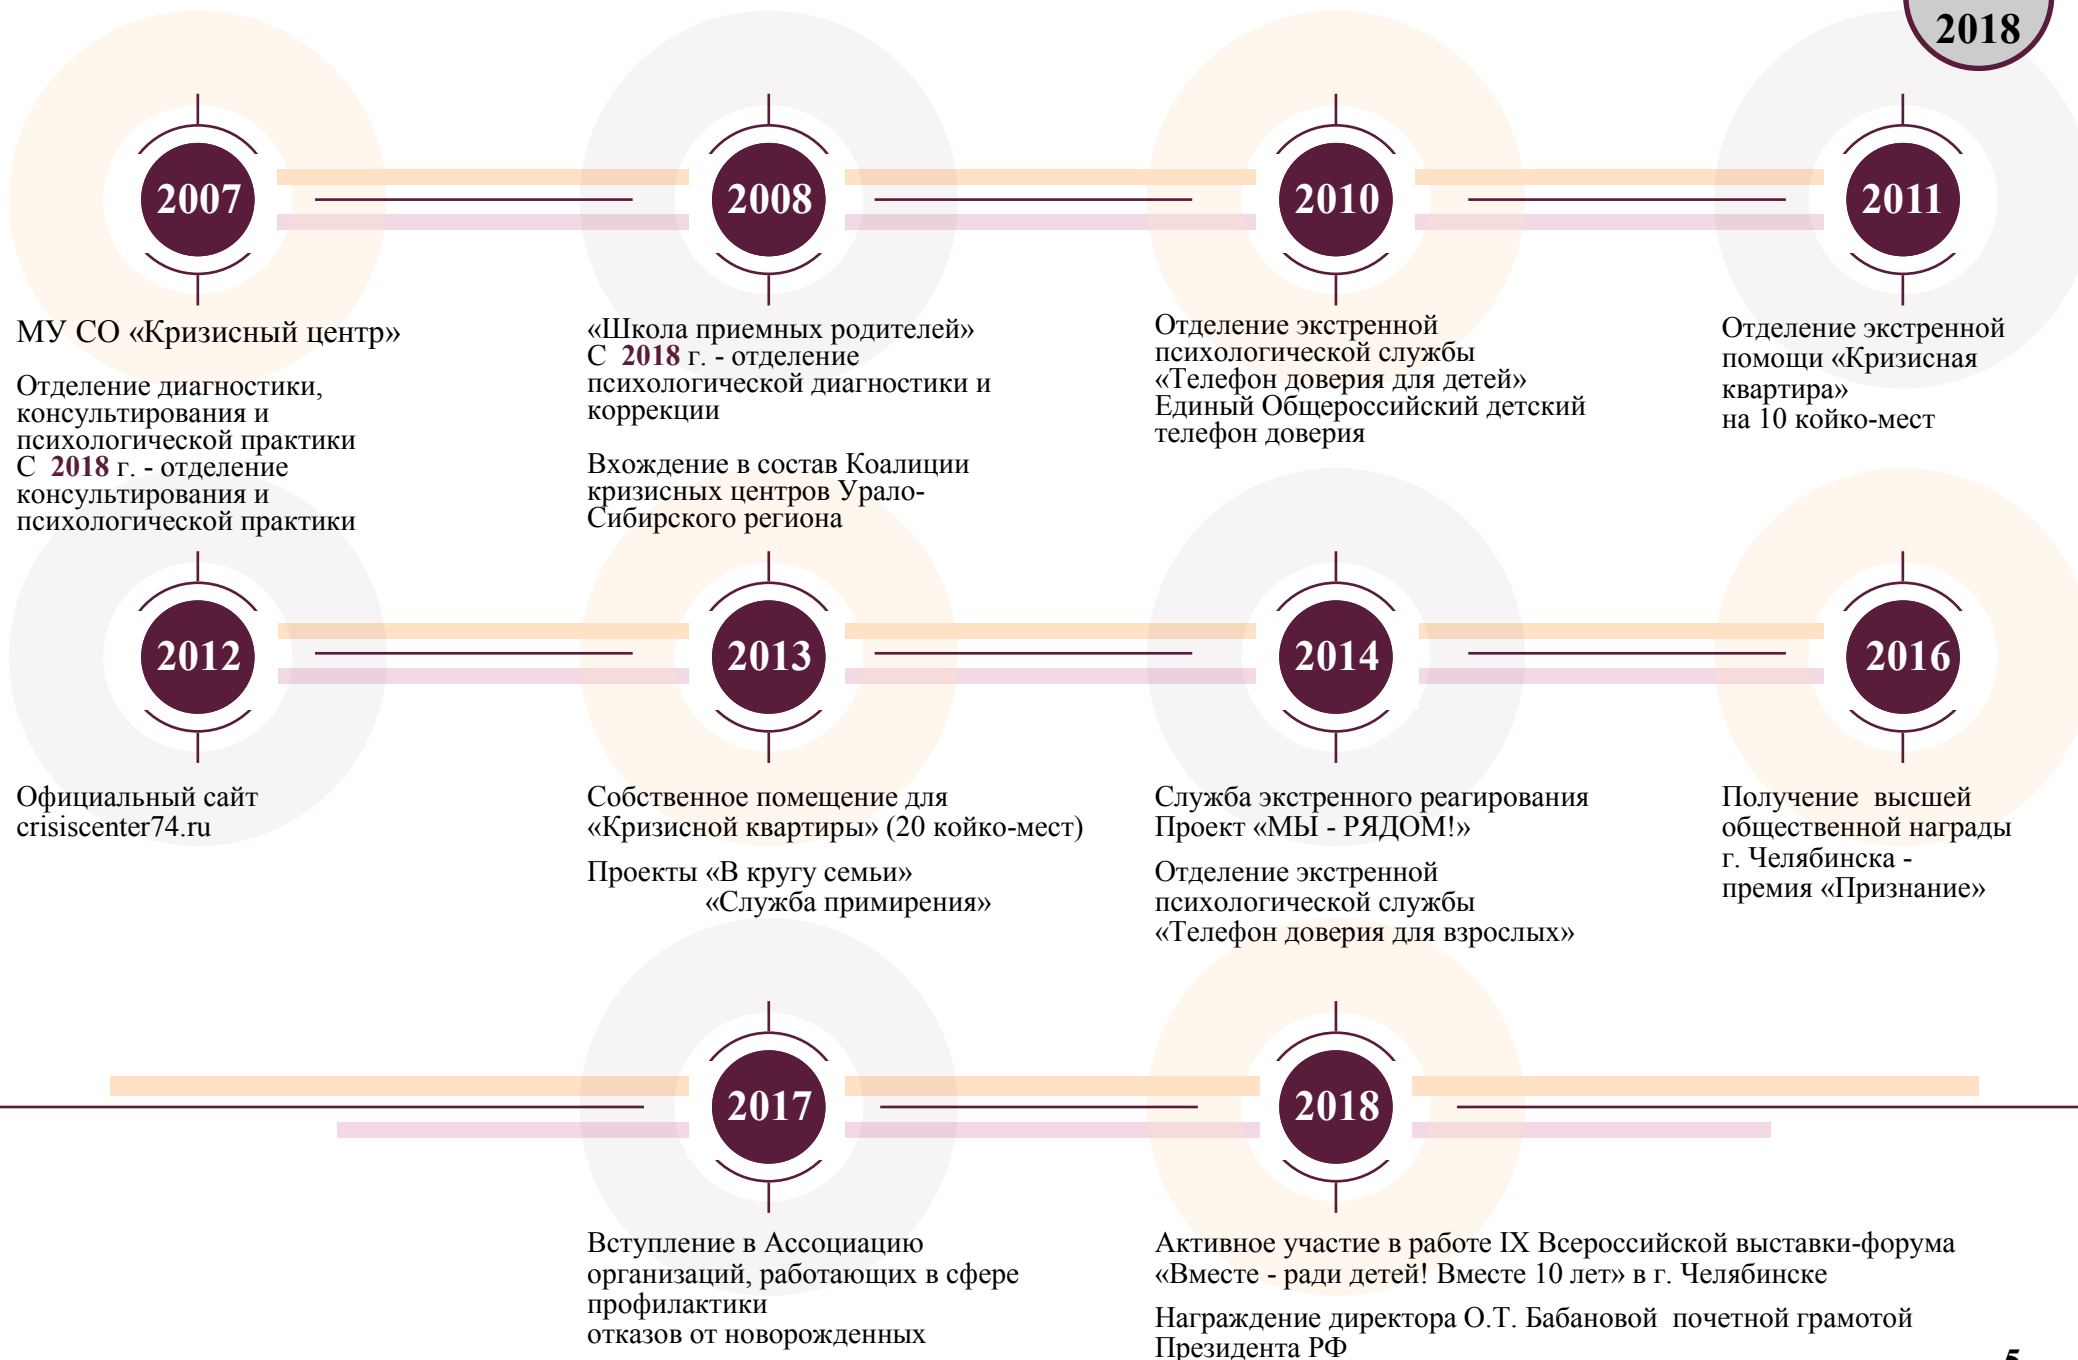 2018
2007
2008
2010
2011
МУ СО «Кризисный центр»
Отделение диагностики,
консультирования и
психологической практики
С 2018 г. - отделение
консультирования и
психологической практики
«Школа приемных родителей»
С 2018 г. - отделение
психологической диагностики и
коррекции
Вхождение в состав Коалиции
кризисных центров Урало-
Сибирского региона
Отделение экстренной
психологической службы
«Телефон доверия для детей»
Единый Общероссийский детский
телефон доверия
Отделение экстренной
помощи «Кризисная
квартира»
на 10 койко-мест
2012
2013
2014
2016
Официальный сайт
crisiscenter74.ru
Собственное помещение для
«Кризисной квартиры» (20 койко-мест)
Проекты «В кругу семьи»
«Служба примирения»
Служба экстренного реагирования
Проект «МЫ - РЯДОМ!»
Отделение экстренной
психологической службы
«Телефон доверия для взрослых»
Получение высшей
общественной награды
г. Челябинска -
премия «Признание»
2017
2018
Вступление в Ассоциацию
организаций, работающих в сфере
профилактики
отказов от новорожденных
Активное участие в работе IX Всероссийской выставки-форума
«Вместе - ради детей! Вместе 10 лет» в г. Челябинске
Награждение директора О.Т. Бабановой почетной грамотой
Президента РФ
5